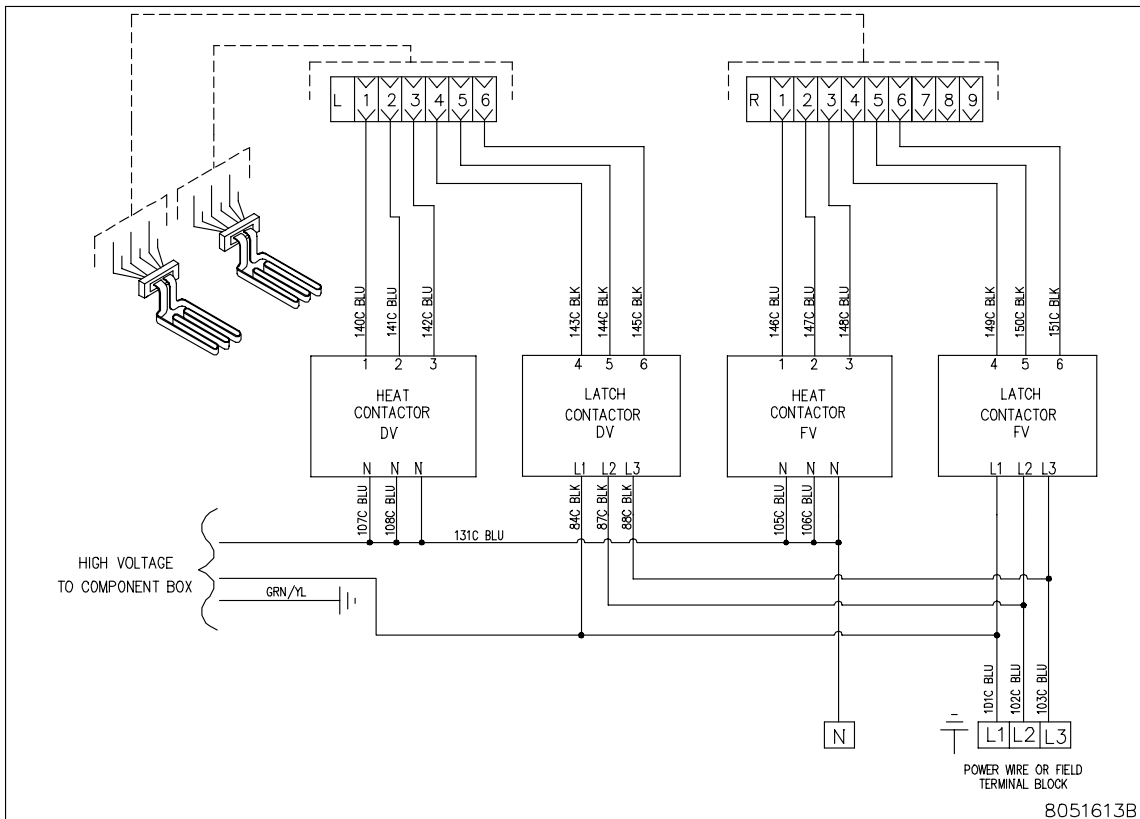 L 1 2 3 4 5 6
R 1 2 3 4 5 6 7 8 9
140C BLU
141C BLU
142C BLU
143C BLK
144C BLK
145C BLK
146C BLU
147C BLU
148C BLU
149C BLK
150C BLK
151C BLK
1 2 3
HEAT
CONTACTOR
DV
N N N
4 5 6
LATCH
CONTACTOR
DV
L1 L2 L3
1 2 3
HEAT
CONTACTOR
FV
N N N
4 5 6
LATCH
CONTACTOR
FV
L1 L2 L3
107C BLU
108C BLU
84C BLK
87C BLK
88C BLK
105C BLU
106C BLU
131C BLU
HIGH VOLTAGE
TO COMPONENT BOX
GRN/YL
101C BLU
102C BLU
103C BLU
N
L1 L2 L3
POWER WIRE OR FIELD
TERMINAL BLOCK
8051613B